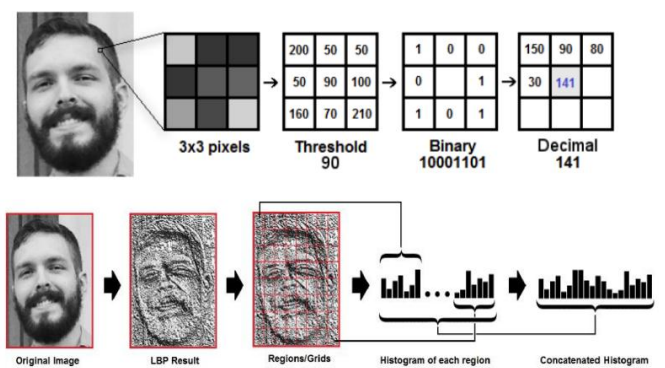 200 50 50
50 90 100
160 70 210
1 0 0
0 1
1 0 1
150 90 80
30 141
3x3 pixels
Threshold
90
Binary
10001101
Decimal
141
Original Image
LBP Result
Regions/Grids
Histogram of each region
Concatenated Histogram